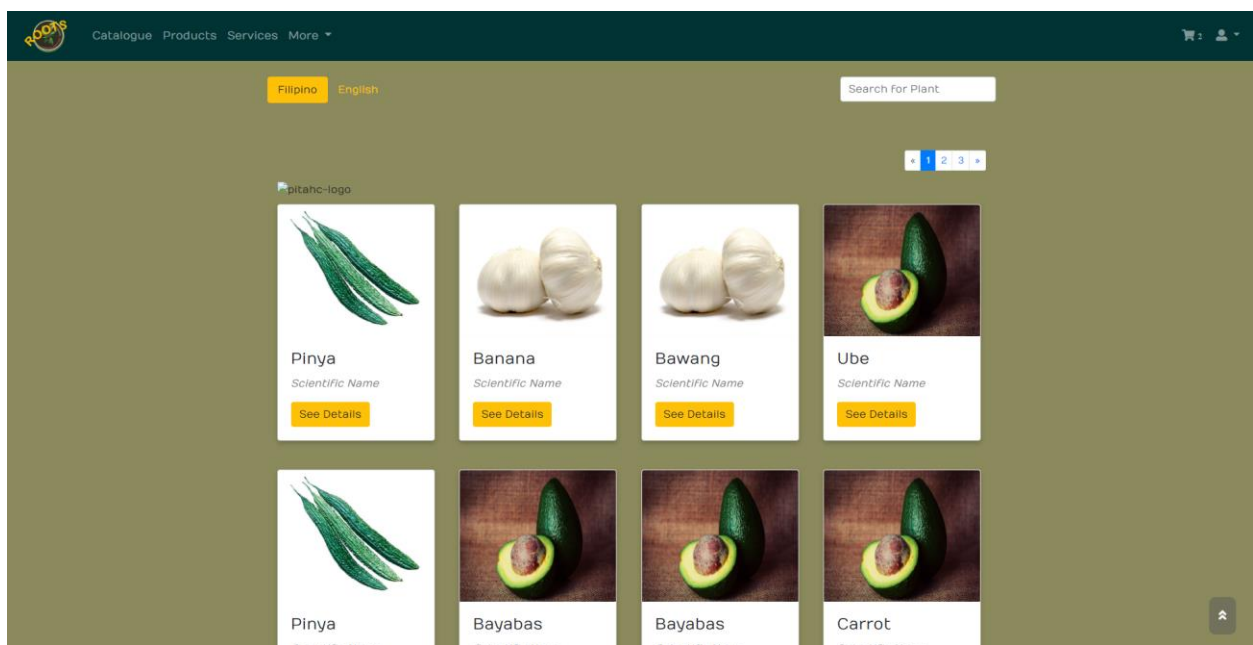 ROOTS
Catalogue Products Services More
2
Filipino English
Search for Plant
« 1 2 3 »
pitahc-logo
Pinya Banana Bawang Ube
Scientific Name Scientific Name Scientific Name Scientific Name
See Details See Details See Details See Details
Pinya Bayabas Bayabas Carrot